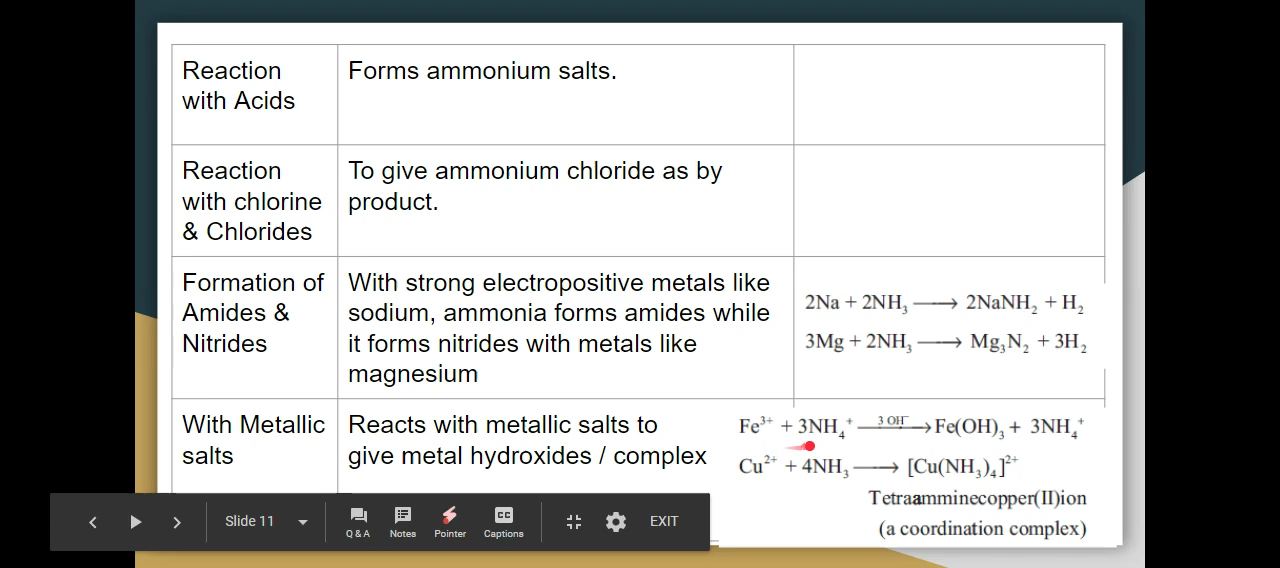 Reaction
with Acids
Forms ammonium salts.
Reaction
with chlorine
& Chlorides
To give ammonium chloride as by
product.
Formation of
Amides &
Nitrides
With strong electropositive metals like
sodium, ammonia forms amides while
it forms nitrides with metals like
magnesium
2Na + 2NH₃ ⟶ 2NaNH₂ + H₂
3Mg + 2NH₃ ⟶ Mg₃N₂ + 3H₂
With Metallic
salts
Reacts with metallic salts to
give metal hydroxides / complex
3 OH⁻
Fe³⁺ + 3NH₄⁺ ⟶ Fe(OH)₃ + 3NH₄⁺
Cu²⁺ + 4NH₃ ⟶ [Cu(NH₃)₄]²⁺
Tetraamminecopper(II)ion
(a coordination complex)
Slide 11
Q & A
Notes
Pointer
CC
Captions
EXIT